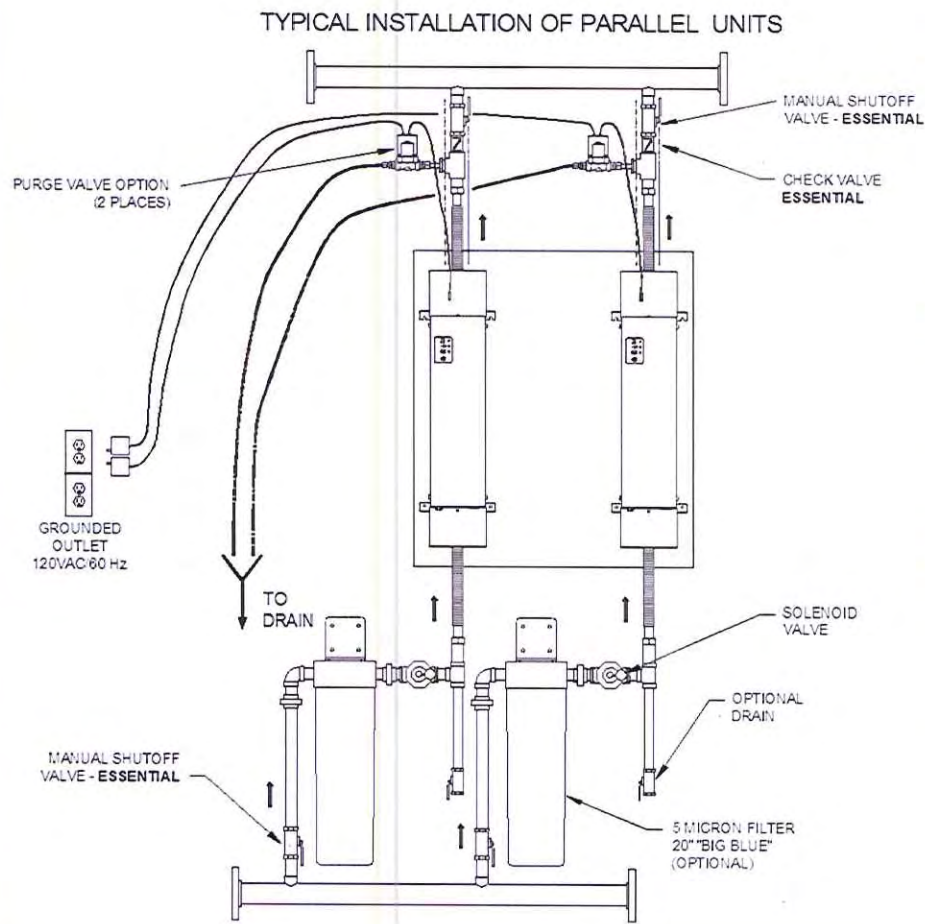 TYPICAL INSTALLATION OF PARALLEL UNITS
MANUAL SHUTOFF
VALVE - ESSENTIAL
CHECK VALVE
ESSENTIAL
PURGE VALVE OPTION
(2 PLACES)
GROUNDED
OUTLET
120VAC/60 Hz
TO
DRAIN
SOLENOID
VALVE
OPTIONAL
DRAIN
MANUAL SHUTOFF
VALVE - ESSENTIAL
5 MICRON FILTER
20" "BIG BLUE"
(OPTIONAL)